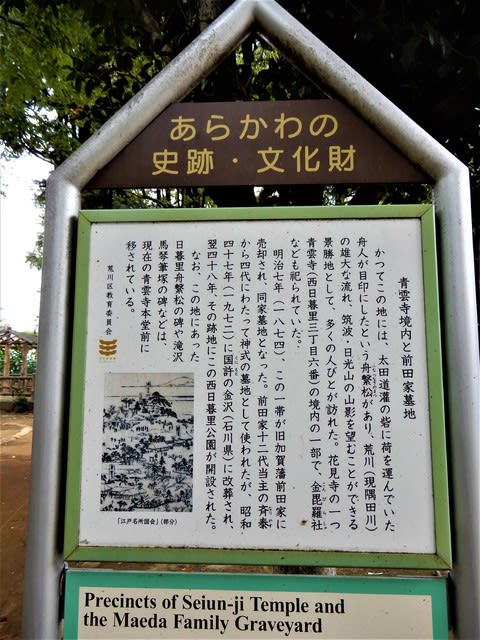 あらかわの
史跡・文化財
青雲寺境内と前田家墓地
かつてこの地には、太田道灌の砦に荷を運んでいた
舟人が目印にしたという舟繋松があり、荒川（現隅田川）
の雄大な流れ、筑波・日光山の山影を望むことができる
景勝地として、多くの人びとが訪れた。花見寺の一つ
青雲寺（西日暮里三丁目六番）の境内の一部で、金毘羅社
なども祀られていた。
明治七年（一八七四）、この一帯が旧加賀藩前田家に
売却され、同家墓地となった。前田家十二代当主の斉泰
から四代にわたって神式の墓地として使われたが、昭和
四十七年（一九七二）に国許の金沢（石川県）に改葬され、
翌四十八年、その跡地にこの西日暮里公園が開設された。
なお、この地にあった
日暮里舟繋松の碑や滝沢
馬琴筆塚の碑などは、
現在の青雲寺本堂前に
移されている。
荒川区教育委員会
「江戸名所図会」（部分）
Precincts of Seiun-ji Temple and
the Maeda Family Graveyard